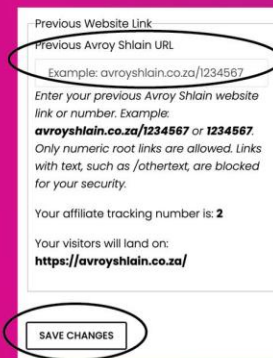 Previous Website Link
Previous Avroy Shlain URL
Example: avroyshlain.co.za/1234567
Enter your previous Avroy Shlain website
link or number. Example:
avroyshlain.co.za/1234567 or 1234567.
Only numeric root links are allowed. Links
with text, such as /othertext, are blocked
for your security.
Your affiliate tracking number is: 2
Your visitors will land on:
https://avroyshlain.co.za/
SAVE CHANGES